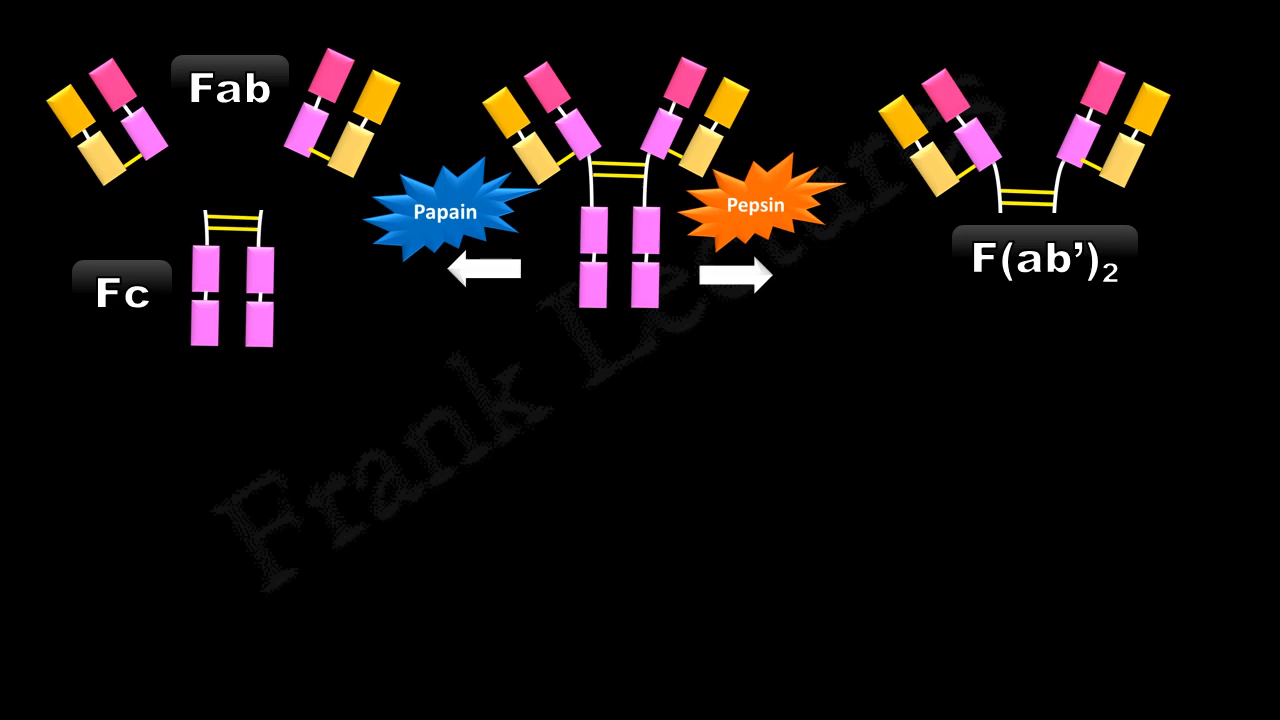 Fab
Papain
Pepsin
F(ab’)₂
Fc
Frank Lectures